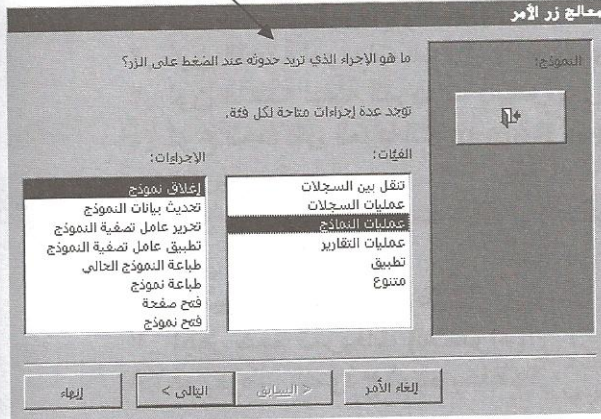 معالج زر الأمر
النموذج:
ما هو الإجراء الذي تريد حدوثه عند الضغط على الزر؟
توجد عدة إجراءات متاحة لكل فئة.
الفئات:
تنقل بين السجلات
عمليات السجلات
عمليات النماذج
عمليات التقارير
تطبيق
متنوع
الإجراءات:
إغلاق نموذج
تحديث بيانات النموذج
تحرير عامل تصفية النموذج
تطبيق عامل تصفية النموذج
طباعة النموذج الحالي
طباعة نموذج
فتح صفحة
فتح نموذج
إلغاء الأمر
< السابق
التالي >
إنهاء